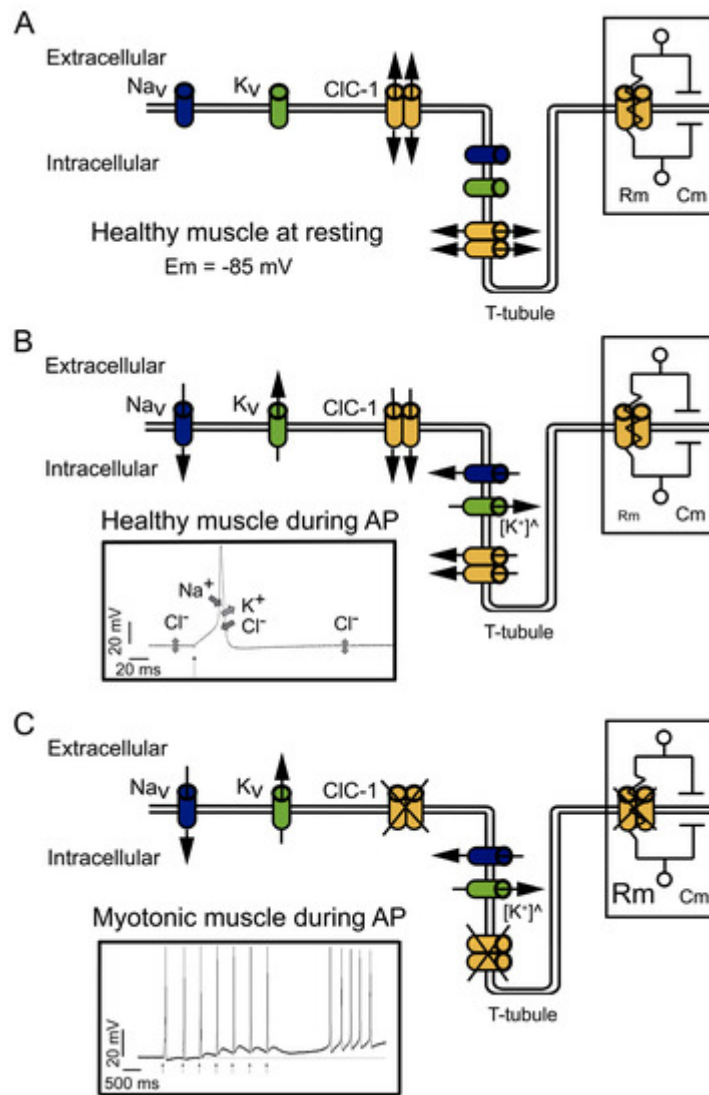 A
Extracellular
Nav Kv ClC-1
Intracellular
Rm Cm
Healthy muscle at resting
Em = -85 mV
T-tubule
B
Extracellular
Nav Kv ClC-1
Intracellular
Rm Cm
Healthy muscle during AP
[K+]^
Na+
K+
Cl- Cl- Cl-
20 mV
20 ms
T-tubule
C
Extracellular
Nav Kv ClC-1
Intracellular
Rm Cm
Myotonic muscle during AP
[K+]^
20 mV
500 ms
T-tubule